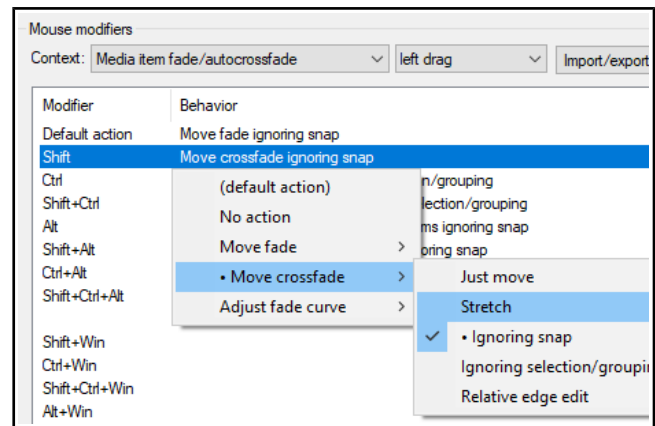 Mouse modifiers
Context: Media item fade/autocrossfade left drag Import/export
Modifier Behavior
Default action Move fade ignoring snap
Shift Move crossfade ignoring snap
Ctrl n/grouping
Shift+Ctrl lection/grouping
Alt ms ignoring snap
Shift+Alt oring snap
Ctrl+Alt
Shift+Ctrl+Alt
Shift+Win
Ctrl+Win
Shift+Ctrl+Win
Alt+Win
(default action)
No action
Move fade >
• Move crossfade >
Adjust fade curve >
Just move
Stretch
✓ • Ignoring snap
Ignoring selection/groupi
Relative edge edit